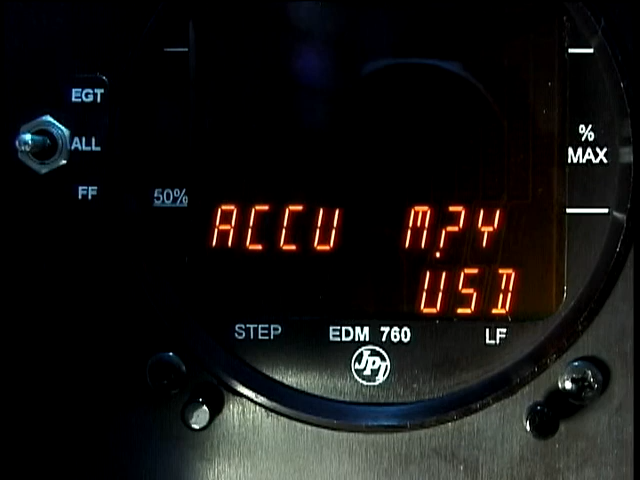 EGT
ALL
FF
50%
%
MAX
ACCU M?Y
USD
STEP EDM 760 LF
JPI